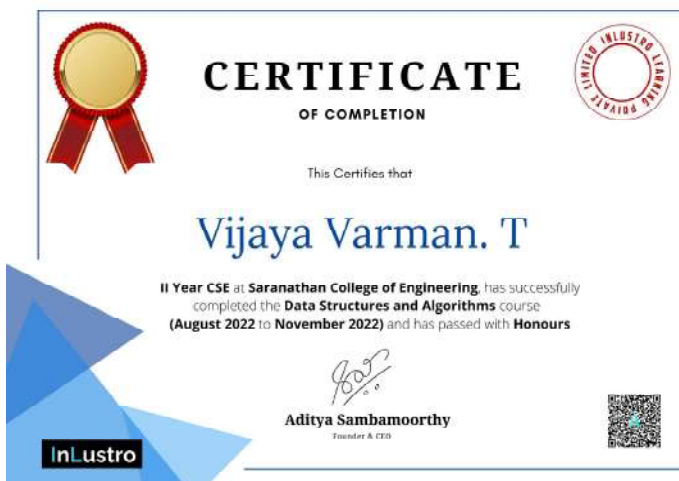 CERTIFICATE
OF COMPLETION
INLUSTRO LEARNING PRIVATE LIMITED
This Certifies that
Vijaya Varman. T
II Year CSE at Saranathan College of Engineering, has successfully
completed the Data Structures and Algorithms course
(August 2022 to November 2022) and has passed with Honours
Aditya Sambamoorthy
Founder & CEO
InLustro